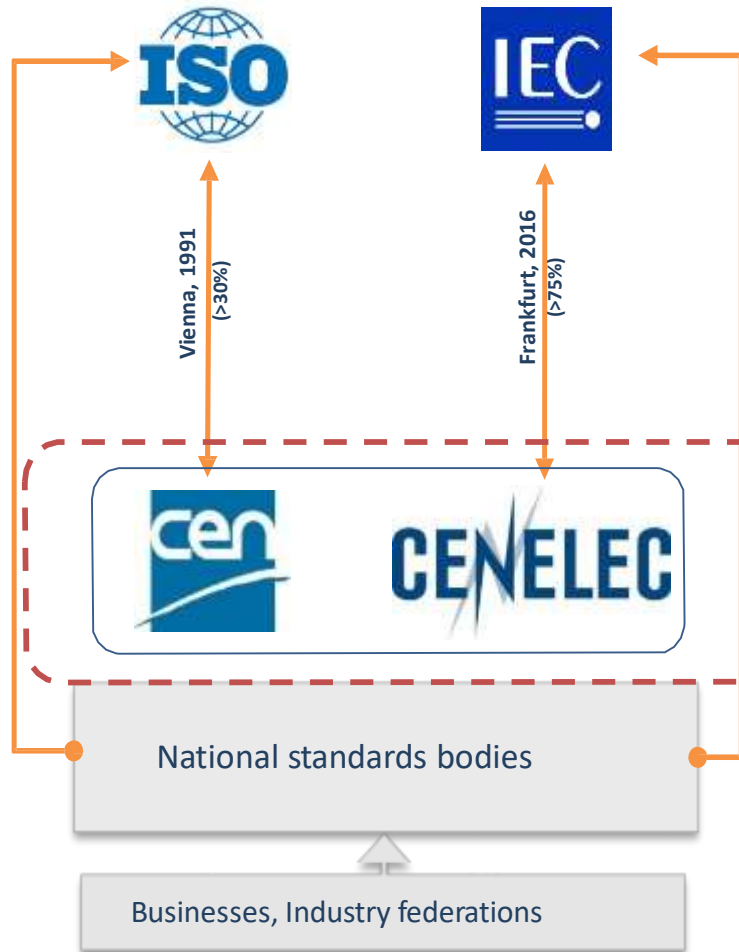 ISO
IEC
Vienna, 1991
(>30%)
Frankfurt, 2016
(>75%)
cen
CENELEC
National standards bodies
Businesses, Industry federations